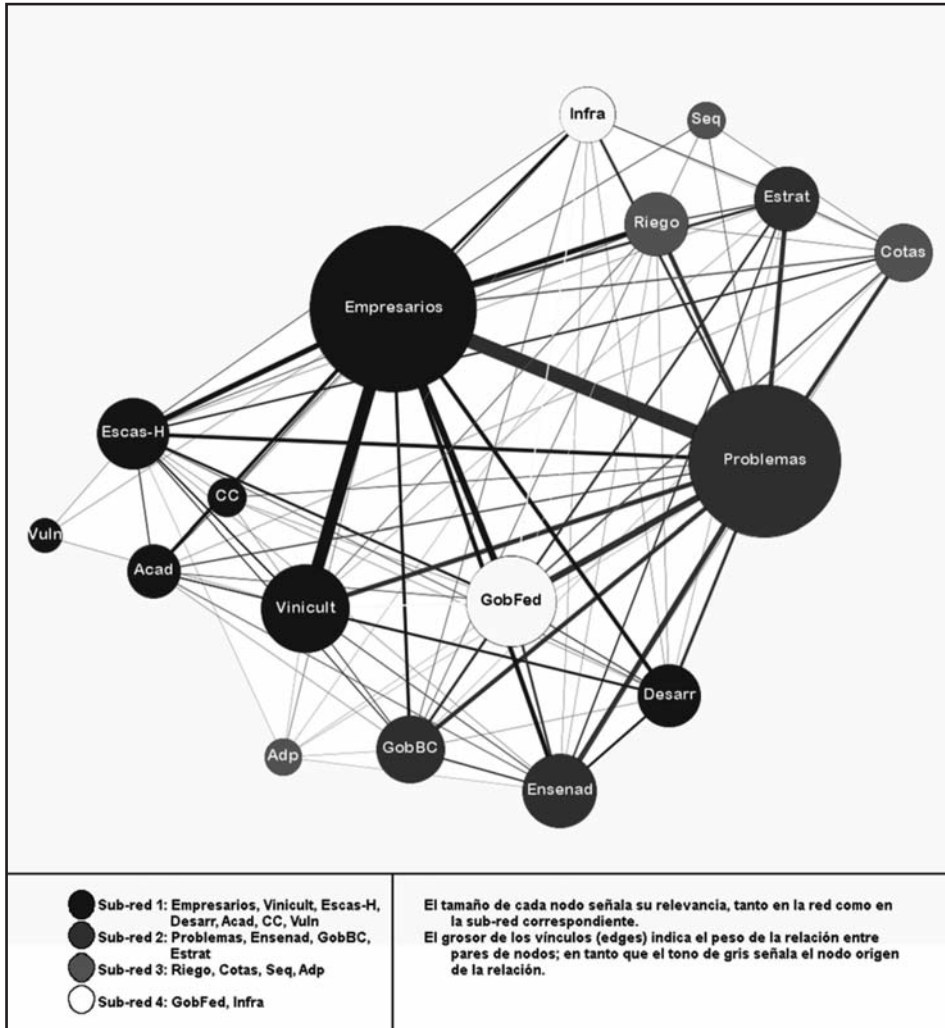 Infra
Seq
Estrat
Riego
Cotas
Empresarios
Escas-H
Problemas
CC
Vuln
Acad
Vinicult
GobFed
Desarr
GobBC
Adp
Ensenad
Sub-red 1: Empresarios, Vinicult, Escas-H,
Desarr, Acad, CC, Vuln
Sub-red 2: Problemas, Ensenad, GobBC,
Estrat
Sub-red 3: Riego, Cotas, Seq, Adp
Sub-red 4: GobFed, Infra
El tamaño de cada nodo señala su relevancia, tanto en la red como en
la sub-red correspondiente.
El grosor de los vínculos (edges) indica el peso de la relación entre
pares de nodos; en tanto que el tono de gris señala el nodo origen
de la relación.